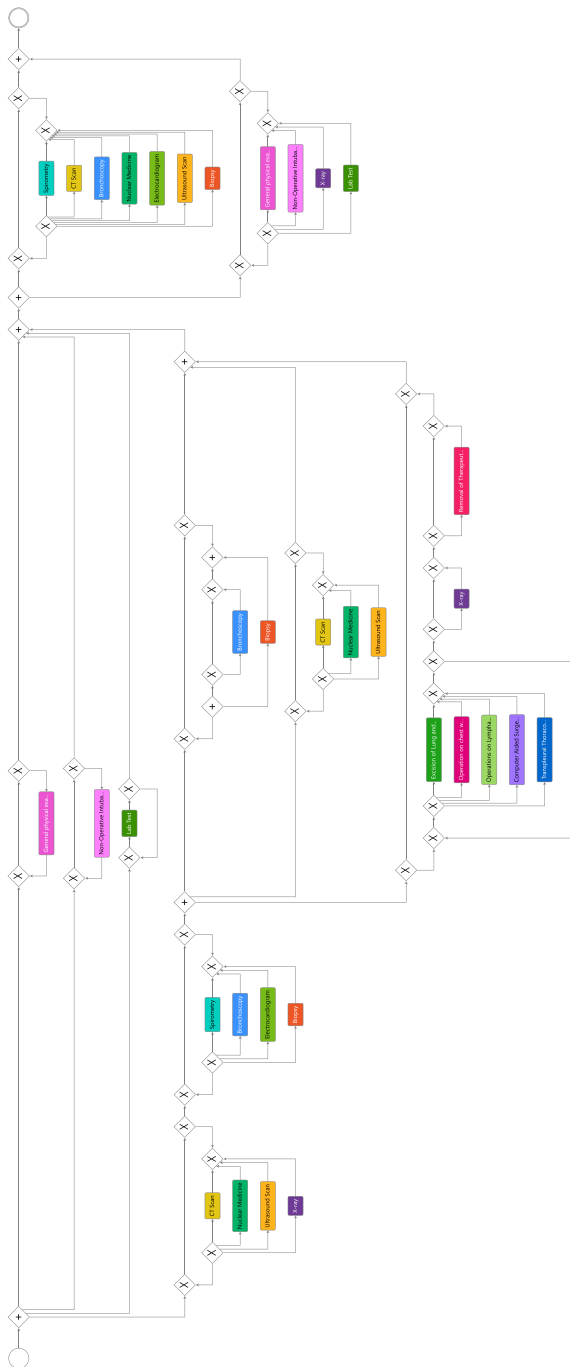 Spirometry
CT Scan
Bronchoscopy
Nuclear Medicine
Electrocardiogram
Ultrasound Scan
Biopsy
General physical exa...
Non-Operative Intuba...
X-ray
Lab Test
Removal of Therapeut...
X-ray
Bronchoscopy
Biopsy
CT Scan
Nuclear Medicine
Ultrasound Scan
Excision of Lung and...
Operation on chest w...
Operations on Lympha...
Computer Aided Surge...
Transpleural Thoraco...
General physical exa...
Non-Operative Intuba...
Lab Test
Spirometry
Bronchoscopy
Electrocardiogram
Biopsy
CT Scan
Nuclear Medicine
Ultrasound Scan
X-ray